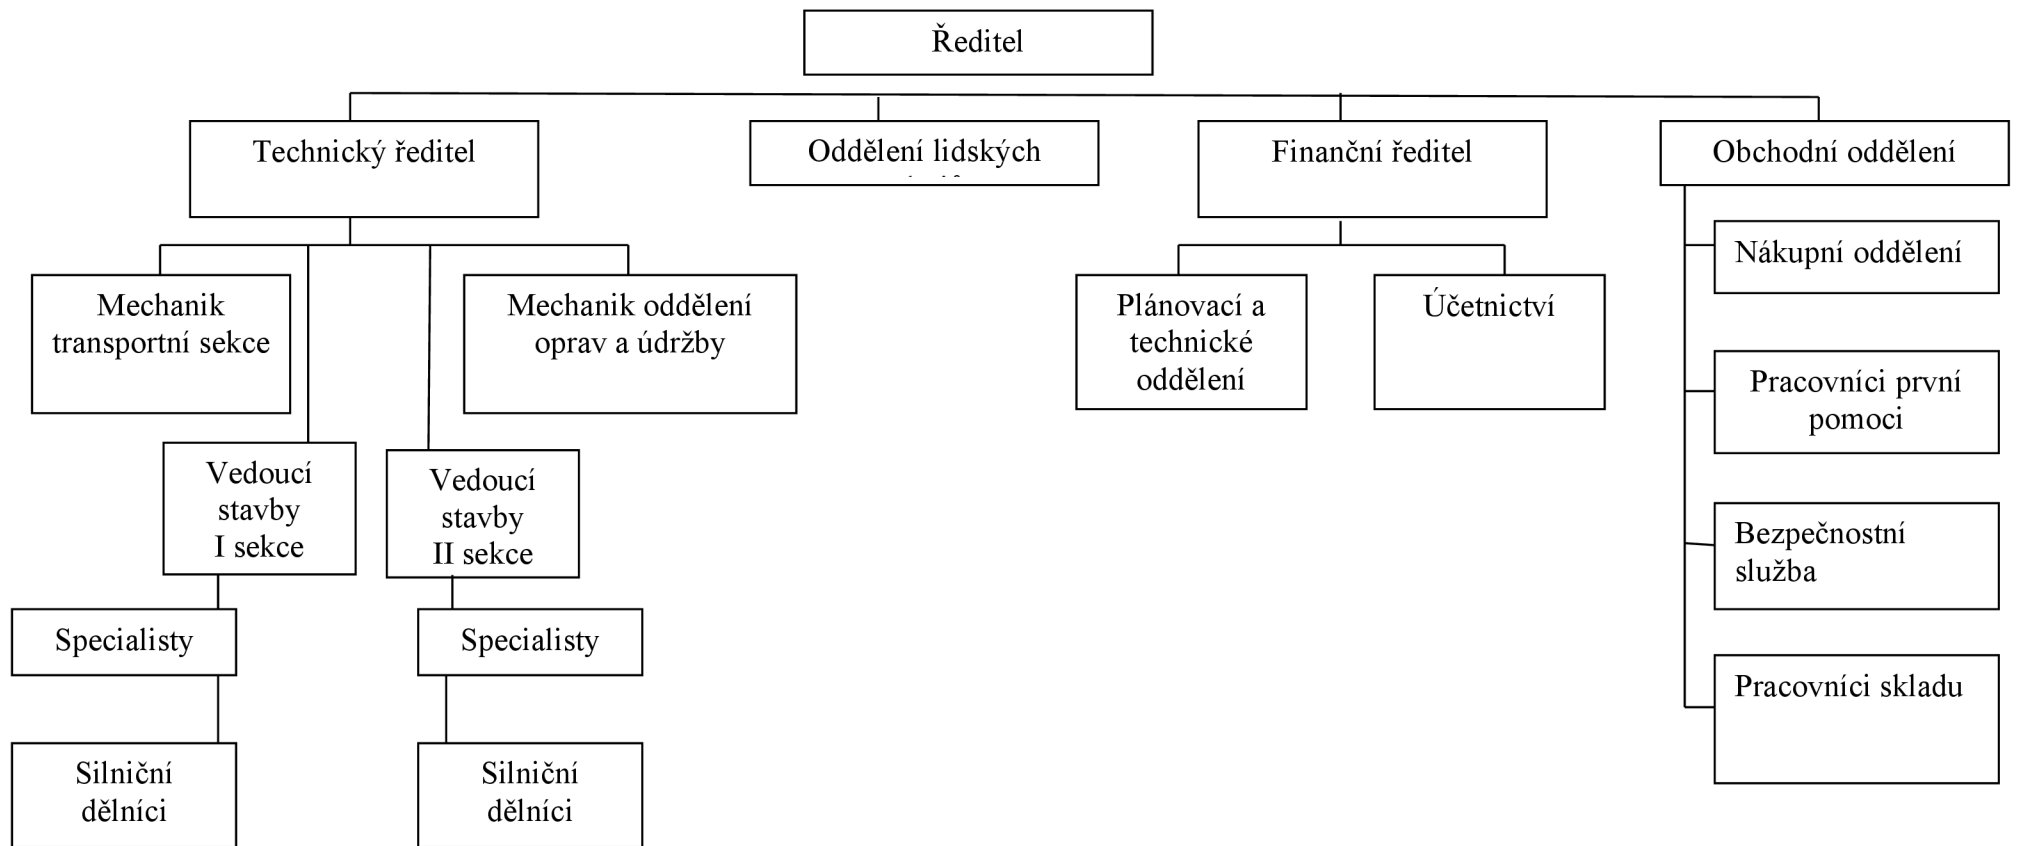 Ředitel
Technický ředitel
Oddělení lidských
Finanční ředitel
Obchodní oddělení
Nákupní oddělení
Mechanik
transportní sekce
Mechanik oddělení
oprav a údržby
Plánovací a
technické
oddělení
Účetnictví
Pracovníci první
pomoci
Vedoucí
stavby
I sekce
Vedoucí
stavby
II sekce
Bezpečnostní
služba
Specialisty
Specialisty
Pracovníci skladu
Silniční
dělníci
Silniční
dělníci